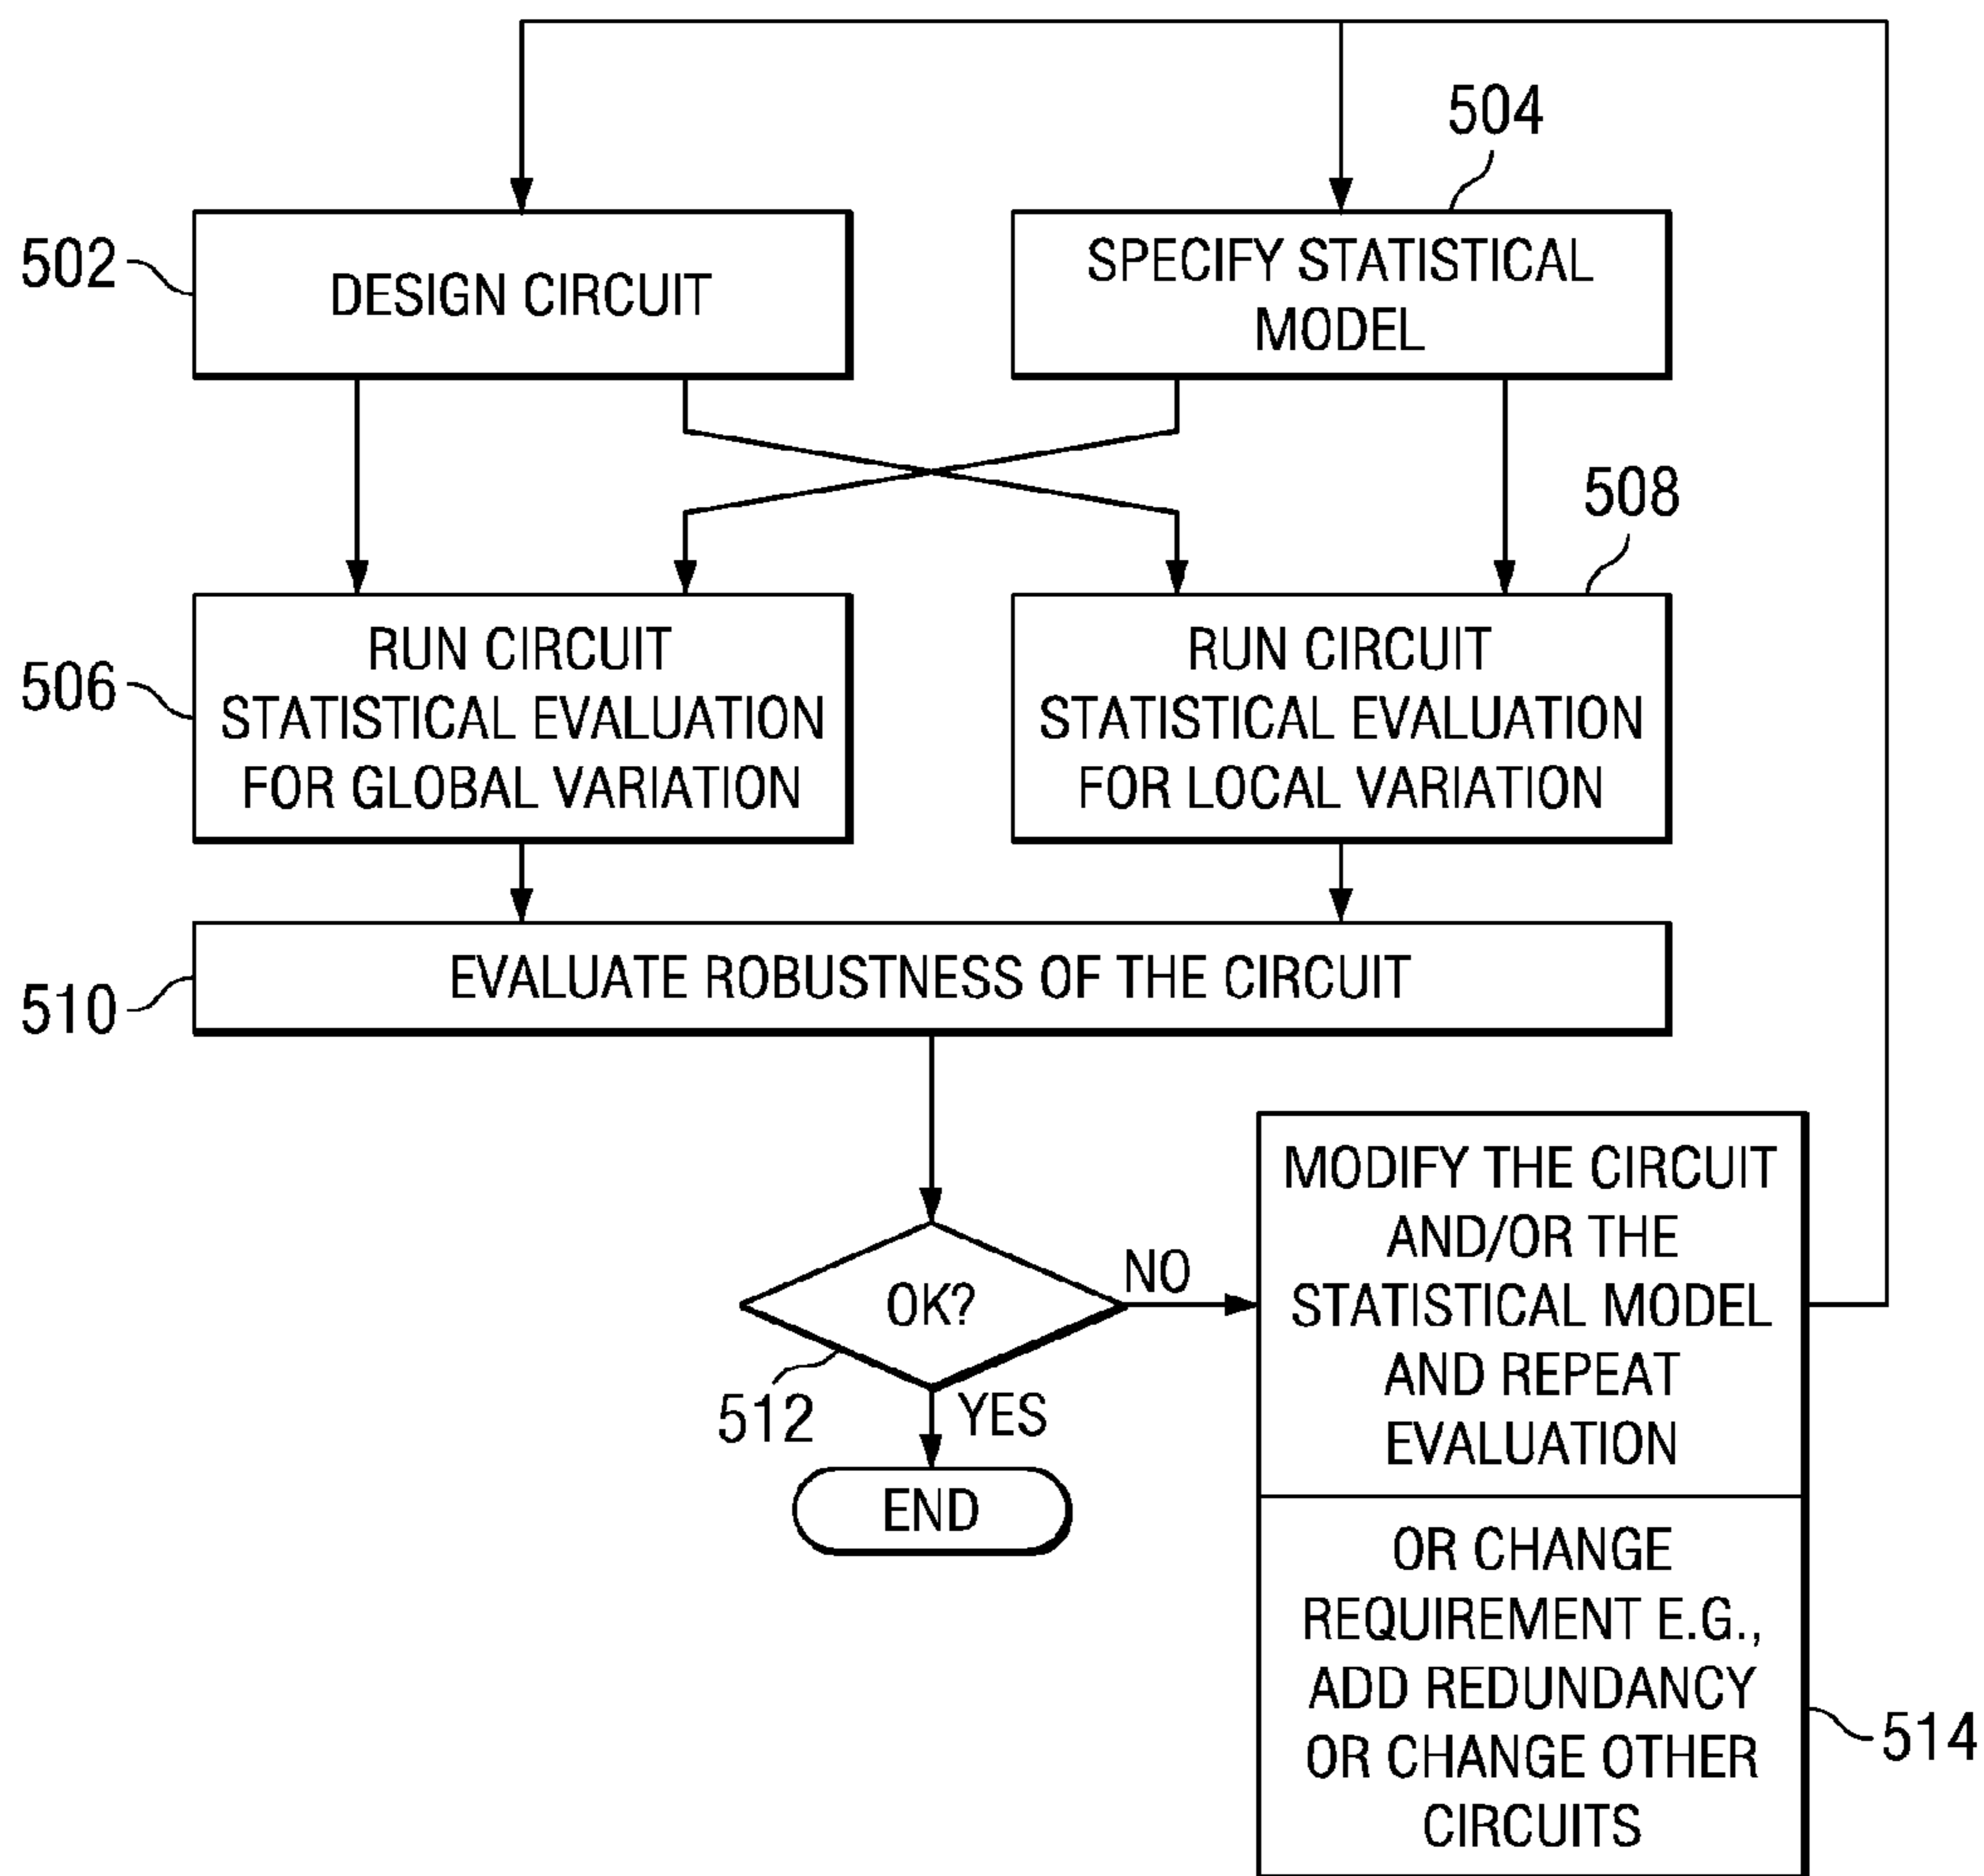 504
502
DESIGN CIRCUIT
SPECIFY STATISTICAL
MODEL
508
506
RUN CIRCUIT
STATISTICAL EVALUATION
FOR GLOBAL VARIATION
RUN CIRCUIT
STATISTICAL EVALUATION
FOR LOCAL VARIATION
510
EVALUATE ROBUSTNESS OF THE CIRCUIT
OK?
NO
512
YES
END
MODIFY THE CIRCUIT
AND/OR THE
STATISTICAL MODEL
AND REPEAT
EVALUATION
OR CHANGE
REQUIREMENT E.G.,
ADD REDUNDANCY
OR CHANGE OTHER
CIRCUITS
514